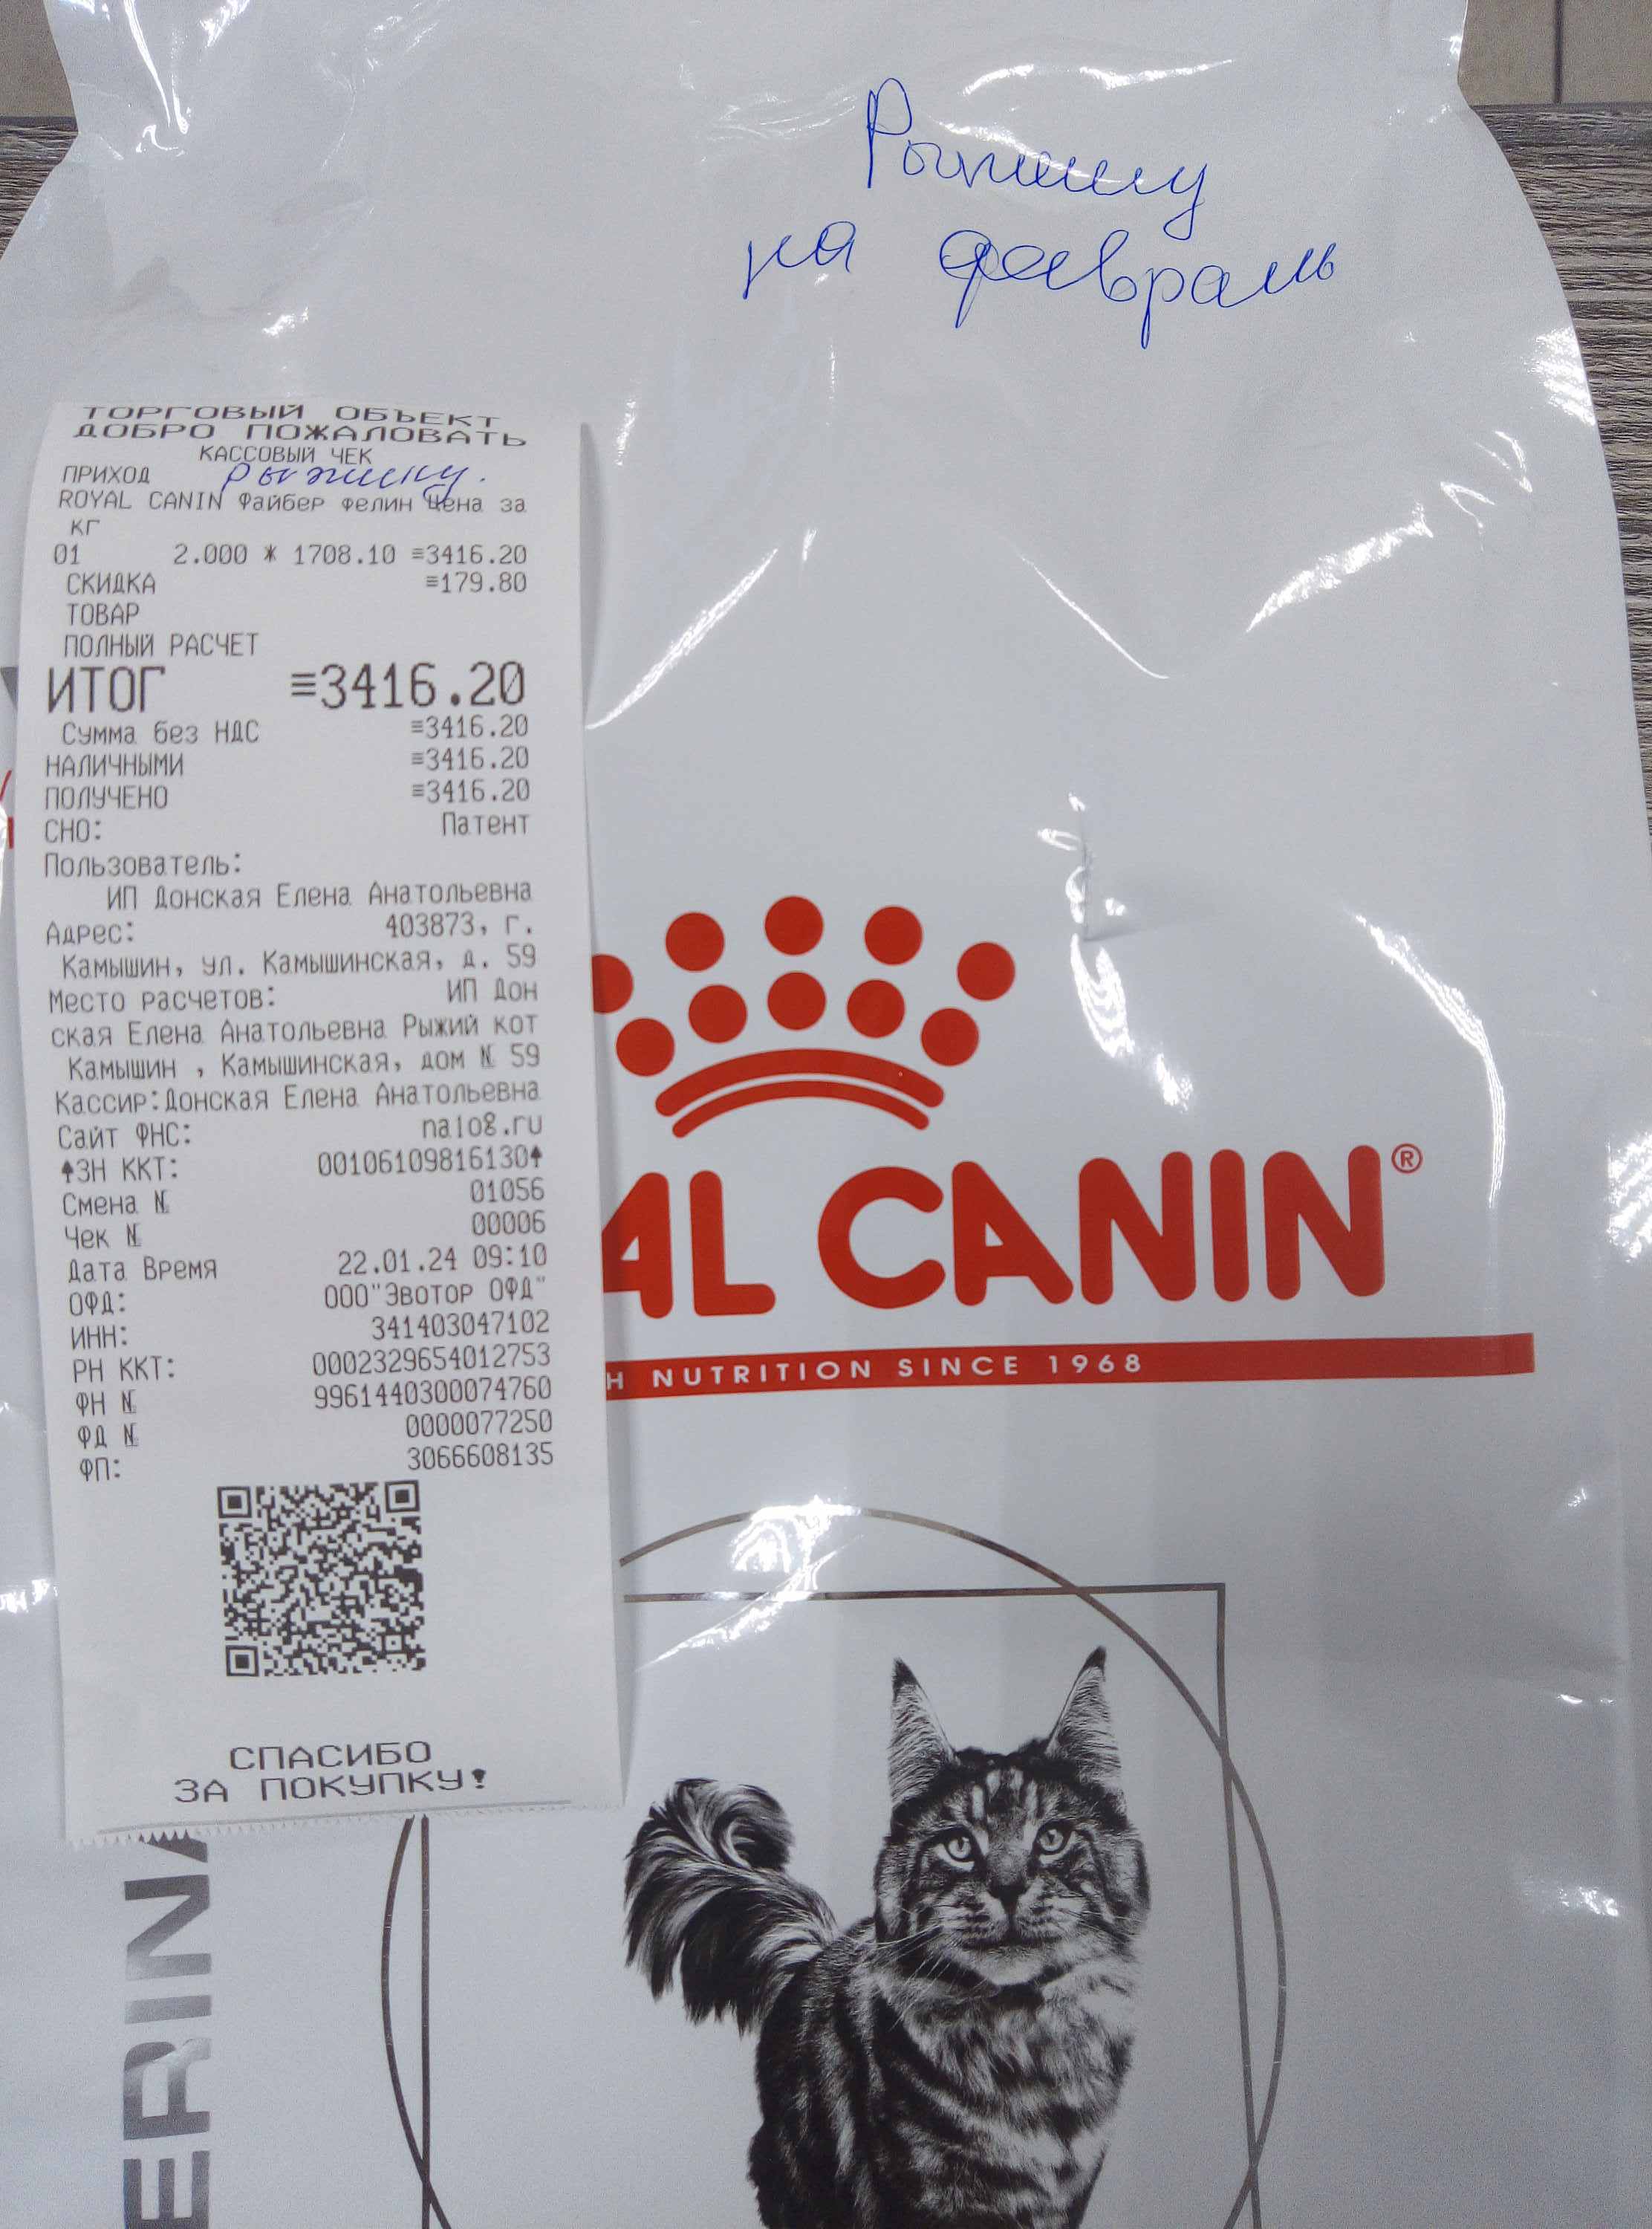 Рыжику
на февраль
ТОРГОВЫЙ ОБЪЕКТ
ДОБРО ПОЖАЛОВАТЬ
КАССОВЫЙ ЧЕК
ПРИХОД Рыжику.
ROYAL CANIN Файбер фелин Цена за
кг
01 2.000 * 1708.10 ≡3416.20
СКИДКА ≡179.80
ТОВАР
ПОЛНЫЙ РАСЧЕТ
ИТОГ ≡3416.20
Сумма без НДС ≡3416.20
НАЛИЧНЫМИ ≡3416.20
ПОЛУЧЕНО ≡3416.20
СНО: Патент
Пользователь:
ИП Донская Елена Анатольевна
Адрес: 403873, г.
Камышин, ул. Камышинская, д. 59
Место расчетов: ИП Дон
ская Елена Анатольевна Рыжий кот
Камышин , Камышинская, дом № 59
Кассир:Донская Елена Анатольевна
Сайт ФНС: nalog.ru
↑ЗН ККТ: 00106109816130↑
Смена № 01056
Чек № 00006
Дата Время 22.01.24 09:10
ОФД: ООО"Эвотор ОФД"
ИНН: 341403047102
РН ККТ: 0002329654012753
ФН № 9961440300074760
ФД № 0000077250
ФП: 3066608135
СПАСИБО
ЗА ПОКУПКУ!
AL CANIN®
H NUTRITION SINCE 1968
ERINA